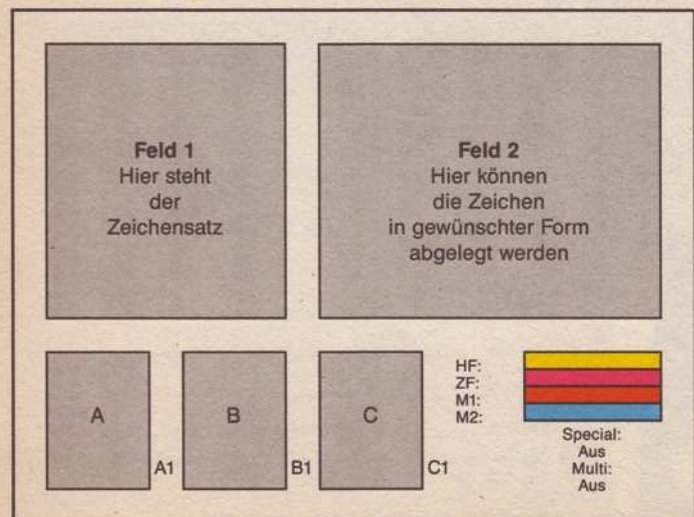 Feld 1
Hier steht
der
Zeichensatz
Feld 2
Hier können
die Zeichen
in gewünschter Form
abgelegt werden
A
A1
B
B1
C
C1
HF:
ZF:
M1:
M2:
Special:
Aus
Multi:
Aus